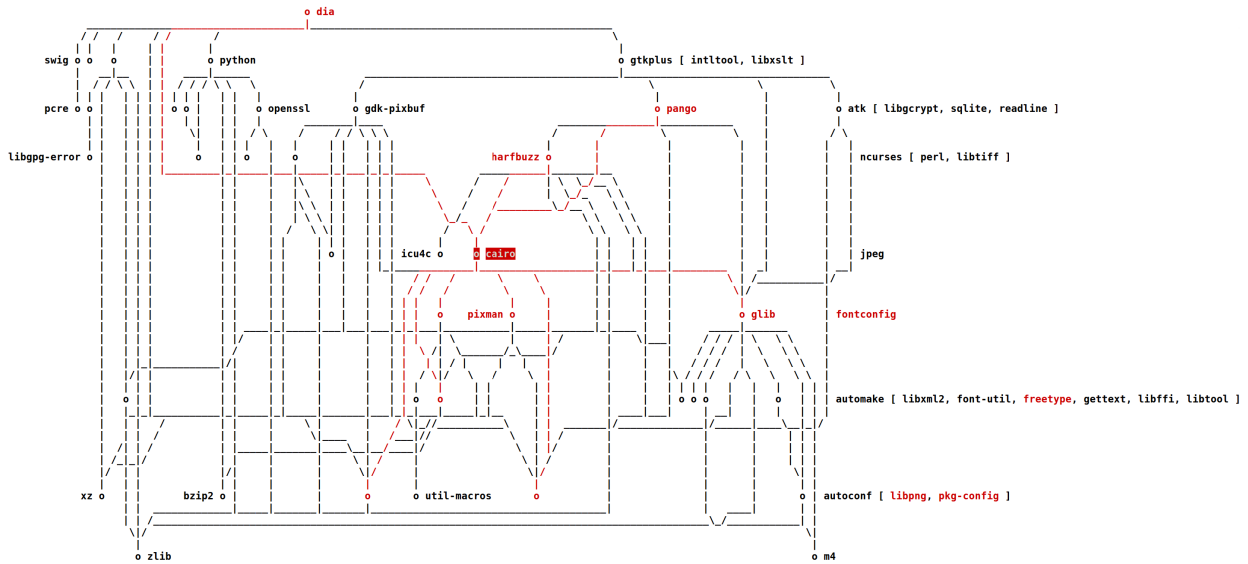 o dia
swig o o o o python o gtkplus [ intltool, libxslt ]
pcre o o o o o openssl o gdk-pixbuf o pango o atk [ libgcrypt, sqlite, readline ]
libgpg-error o o o o harfbuzz o ncurses [ perl, libtiff ]
o icu4c o o cairo jpeg
o pixman o o glib fontconfig
o o o o o o o automake [ libxml2, font-util, freetype, gettext, libffi, libtool ]
xz o bzip2 o o o util-macros o o autoconf [ libpng, pkg-config ]
o zlib o m4